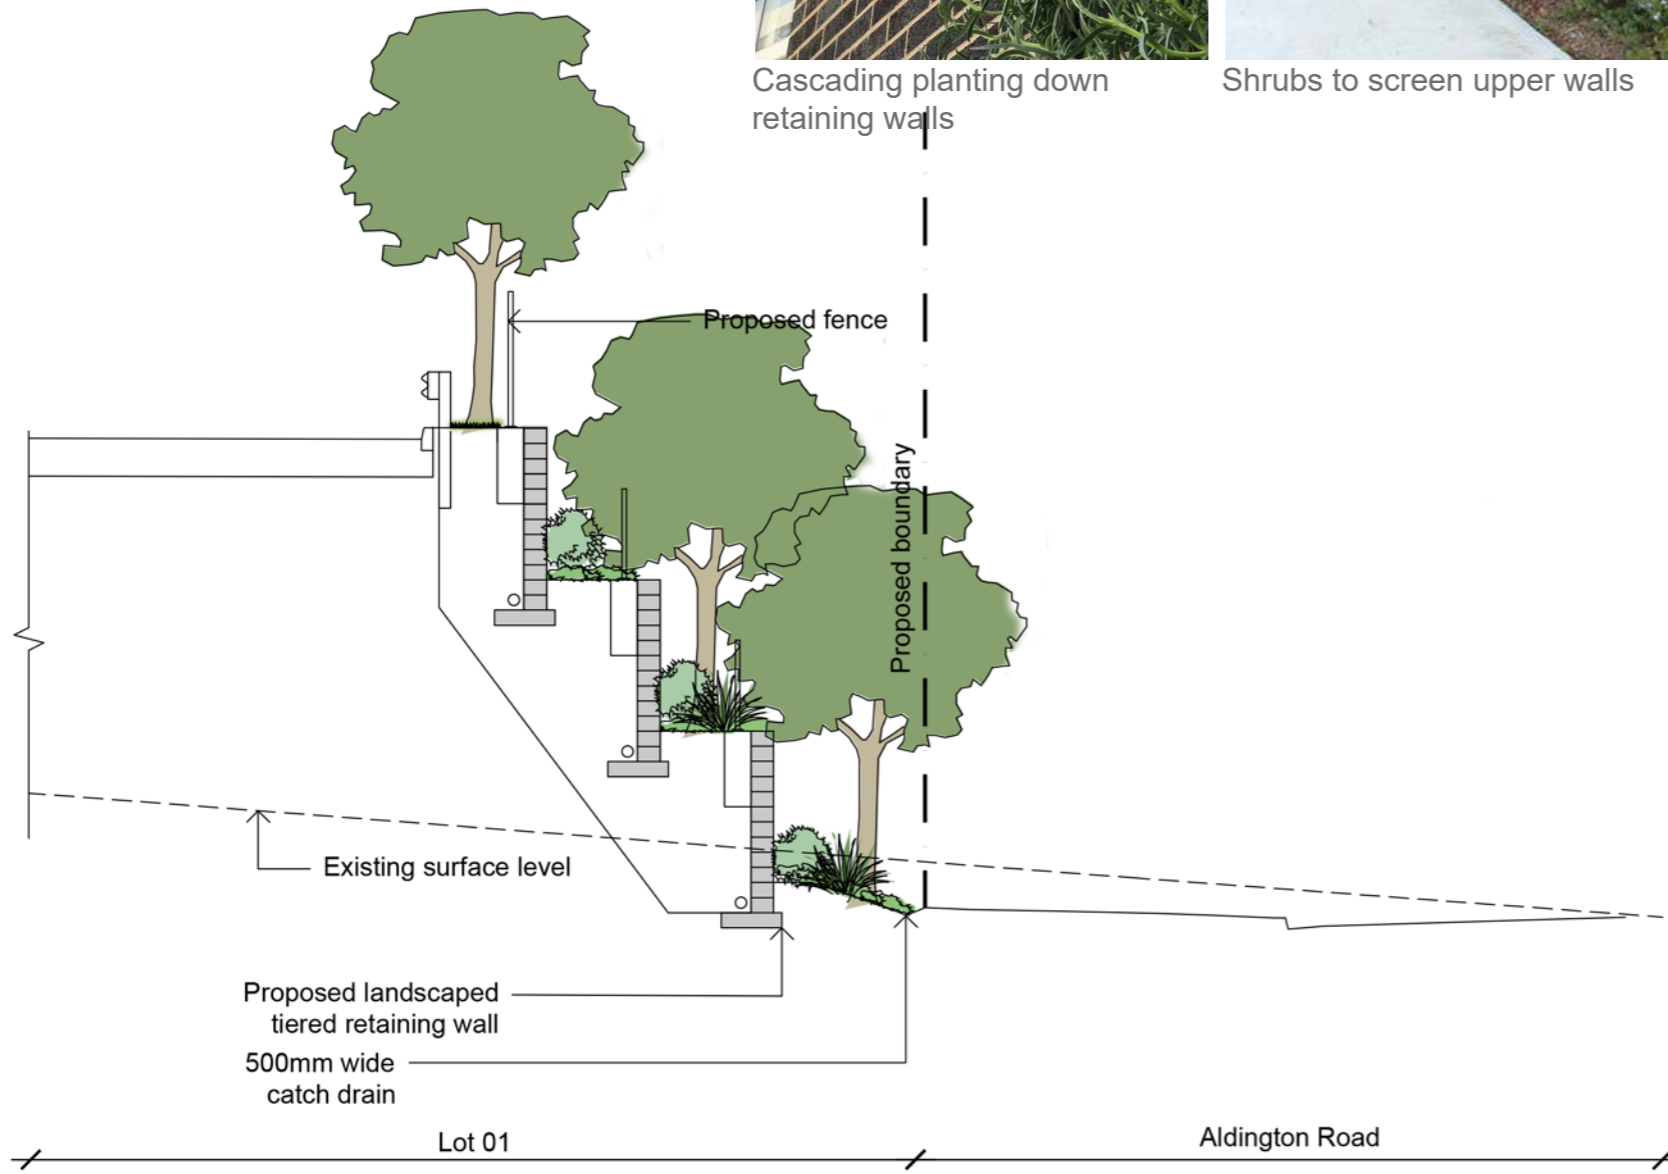 Cascading planting down
retaining walls
Shrubs to screen upper walls
Proposed fence
Proposed boundary
Existing surface level
Proposed landscaped
tiered retaining wall
500mm wide
catch drain
Lot 01
Aldington Road